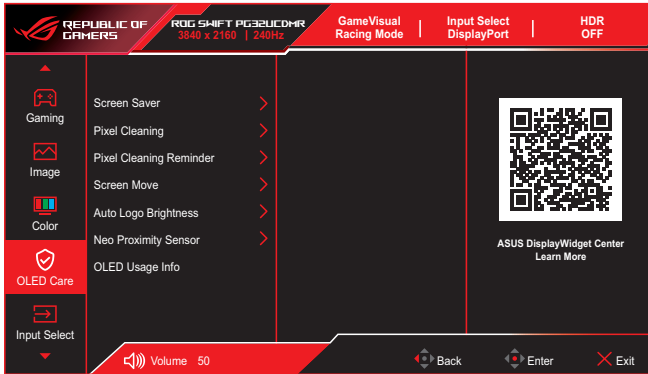 REPUBLIC OF
GAMERS
ROG SWIFT PG32UCDMR
3840 x 2160 | 240Hz
GameVisual
Racing Mode
Input Select
DisplayPort
HDR
OFF
Gaming
Image
Color
OLED Care
Input Select
Screen Saver
Pixel Cleaning
Pixel Cleaning Reminder
Screen Move
Auto Logo Brightness
Neo Proximity Sensor
OLED Usage Info
ASUS DisplayWidget Center
Learn More
Volume 50
Back
Enter
Exit